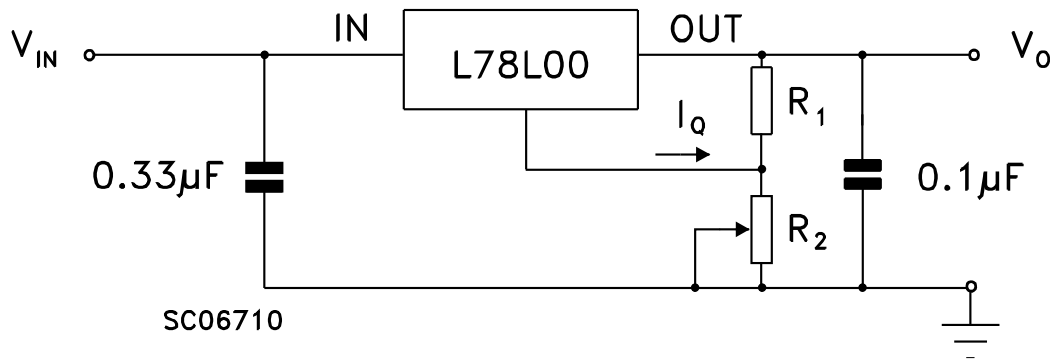 V_IN
IN
L78L00
OUT
V_O
0.33µF
I_Q
R_1
R_2
0.1µF
SC06710